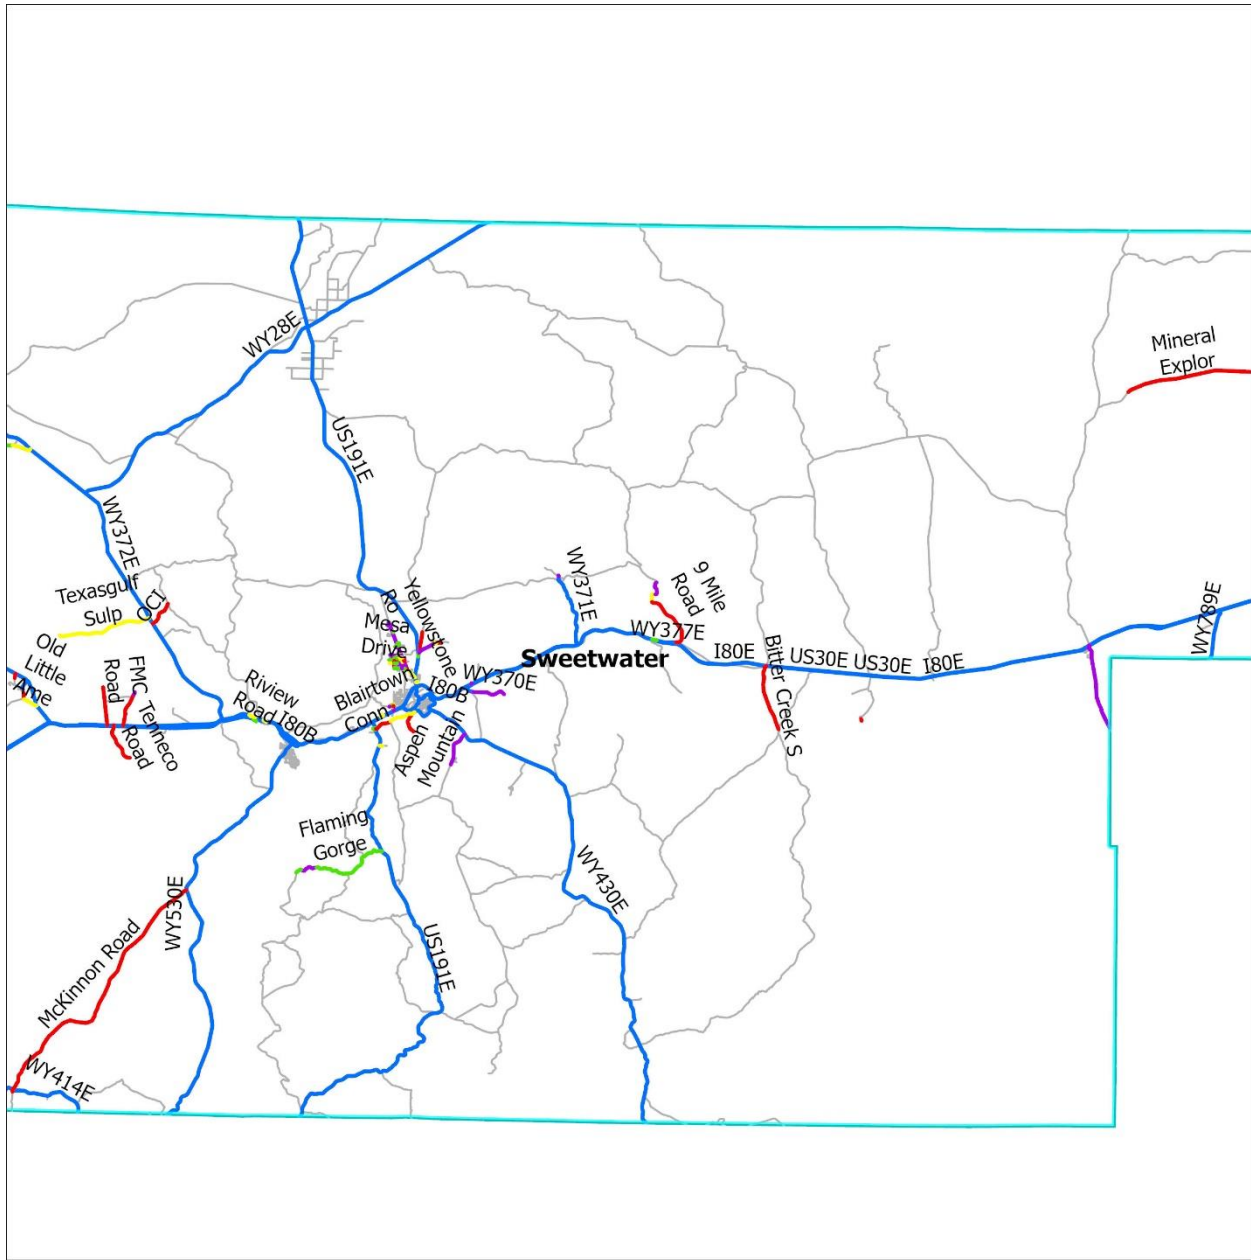 WY28E
Mineral
Explor
US191E
WY372E
Texasgulf
Sulp
OCI
Old
Little
Ame
FMC
Road
Tenneco
Road
Riview
Road
I80B
Yellowstone
Ro
Mesa
Drive
Blairtown
Conn
I80B
WY370E
Aspen
Mountain
WY371E
9 Mile
Road
WY377E
Sweetwater
I80E
Bitter Creek S
US30E
US30E
I80E
WY789E
Flaming
Gorge
WY430E
WY530E
McKinnon Road
US191E
WY414E